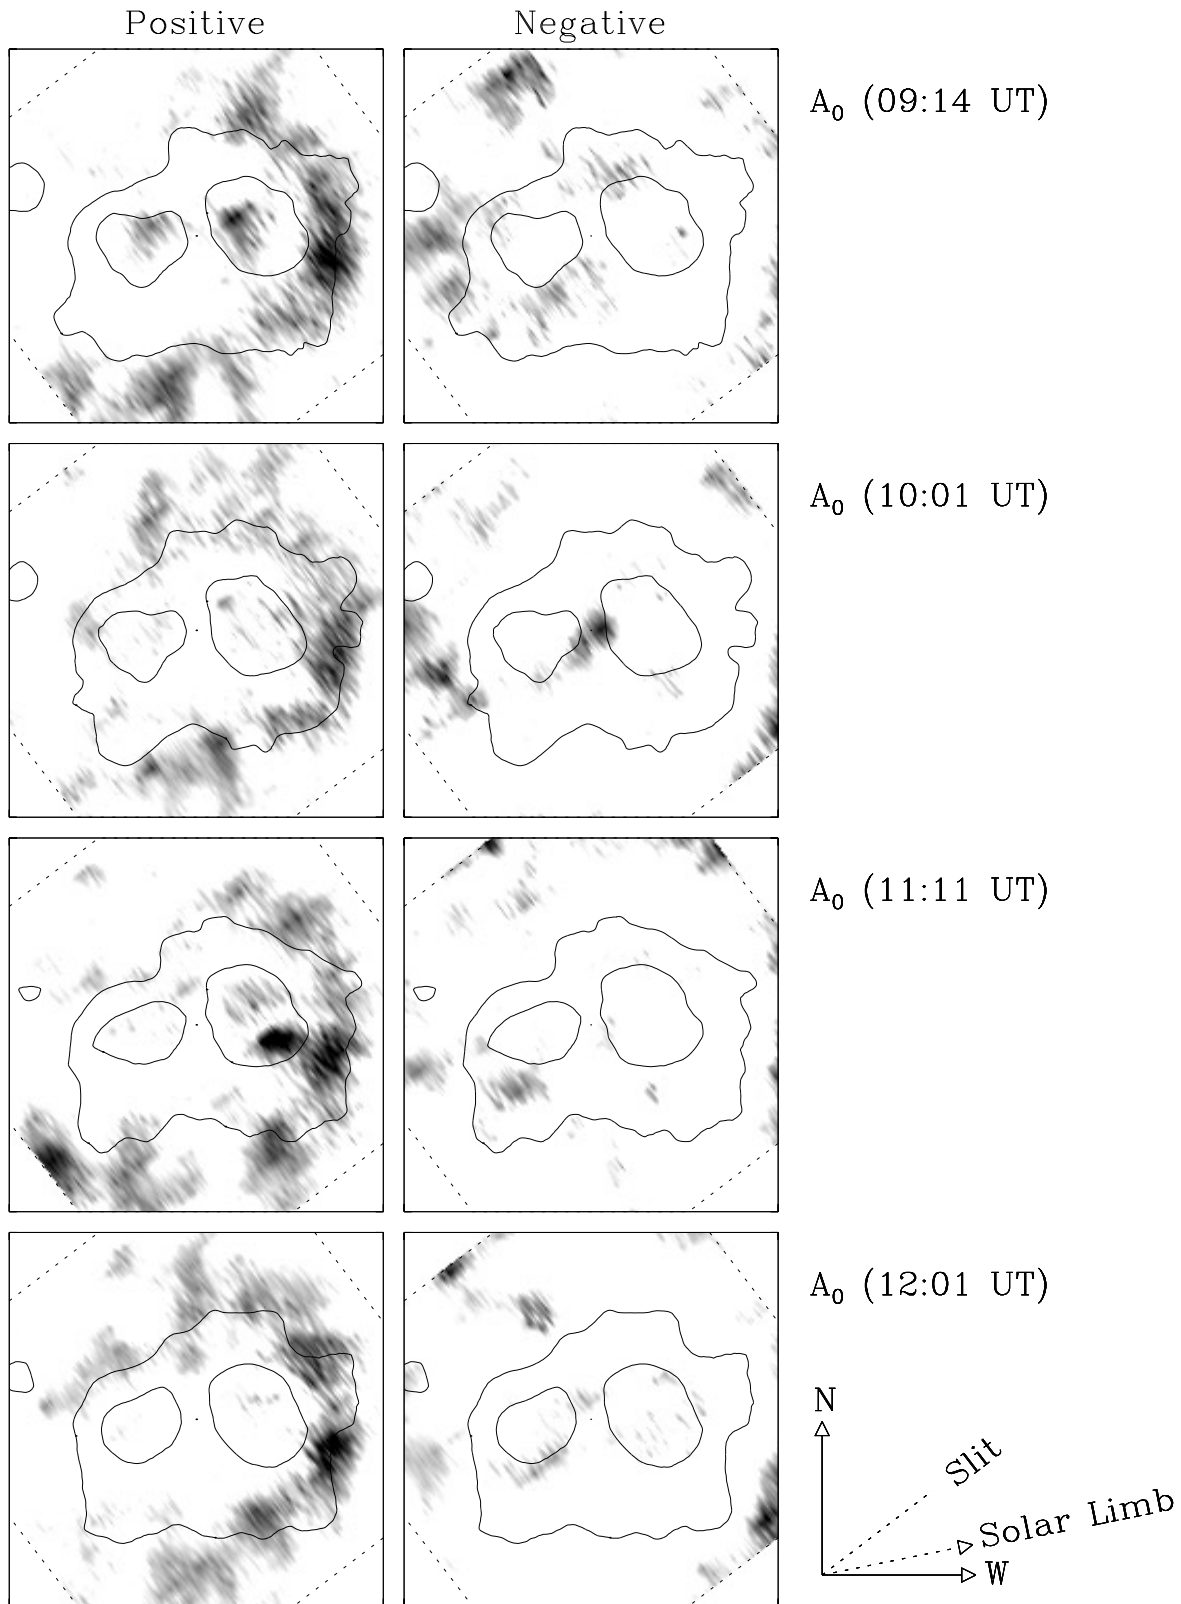 Positive
Negative
A₀ (09:14 UT)
A₀ (10:01 UT)
A₀ (11:11 UT)
A₀ (12:01 UT)
N
Slit
Solar Limb
W